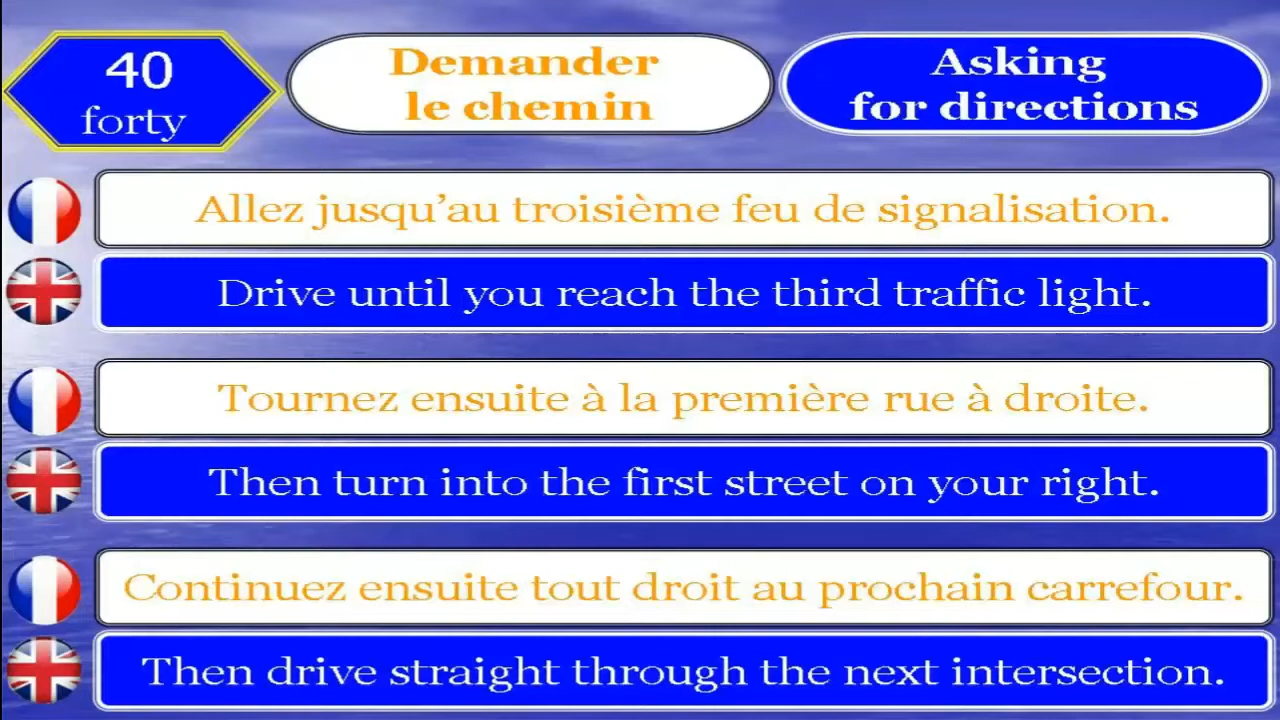 40
forty
Demander
le chemin
Asking
for directions
Allez jusqu’au troisième feu de signalisation.
Drive until you reach the third traffic light.
Tournez ensuite à la première rue à droite.
Then turn into the first street on your right.
Continuez ensuite tout droit au prochain carrefour.
Then drive straight through the next intersection.